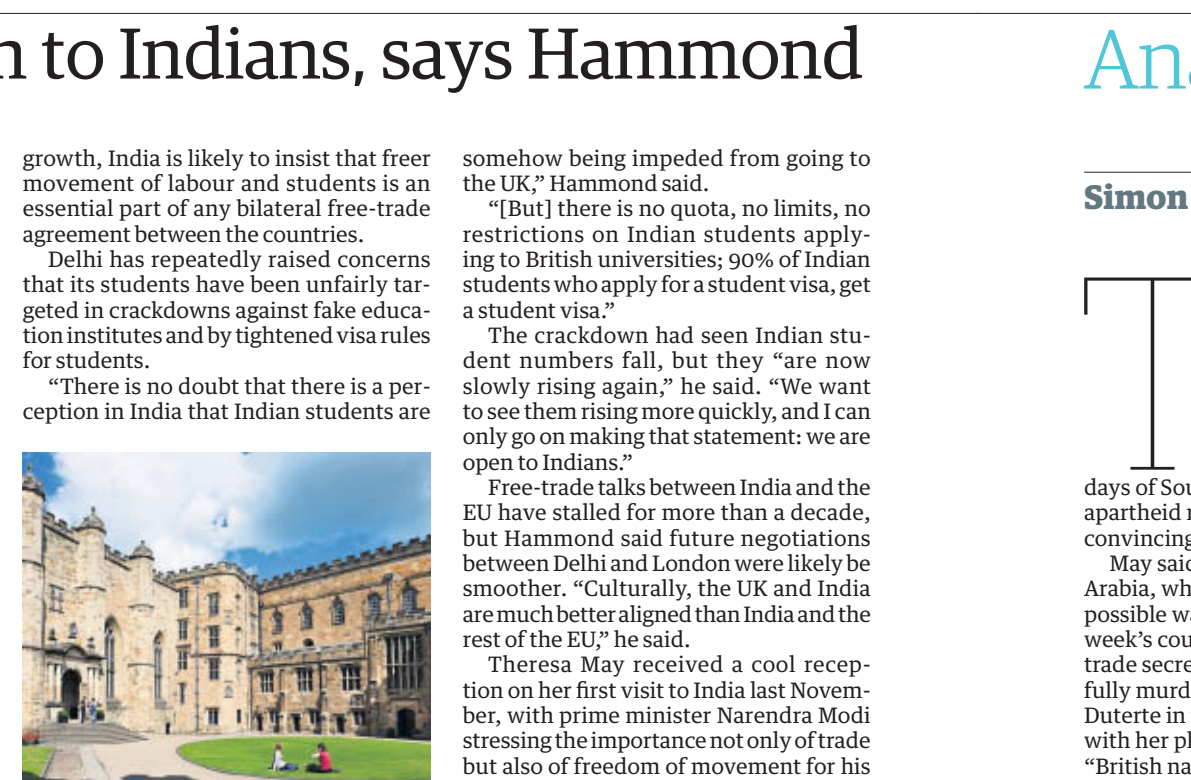 to Indians, says Hammond
growth, India is likely to insist that freer
movement of labour and students is an
essential part of any bilateral free-trade
agreement between the countries.
Delhi has repeatedly raised concerns
that its students have been unfairly tar-
geted in crackdowns against fake educa-
tion institutes and by tightened visa rules
for students.
“There is no doubt that there is a per-
ception in India that Indian students are
somehow being impeded from going to
the UK,” Hammond said.
“[But] there is no quota, no limits, no
restrictions on Indian students apply-
ing to British universities; 90% of Indian
students who apply for a student visa, get
a student visa.”
The crackdown had seen Indian stu-
dent numbers fall, but they “are now
slowly rising again,” he said. “We want
to see them rising more quickly, and I can
only go on making that statement: we are
open to Indians.”
Free-trade talks between India and the
EU have stalled for more than a decade,
but Hammond said future negotiations
between Delhi and London were likely be
smoother. “Culturally, the UK and India
are much better aligned than India and the
rest of the EU,” he said.
Theresa May received a cool recep-
tion on her first visit to India last Novem-
ber, with prime minister Narendra Modi
stressing the importance not only of trade
but also of freedom of movement for his
Simon
days of
apartheid
convincing
May
Arabia,
possible
week’s
trade
fully
Duterte in
with her
“British